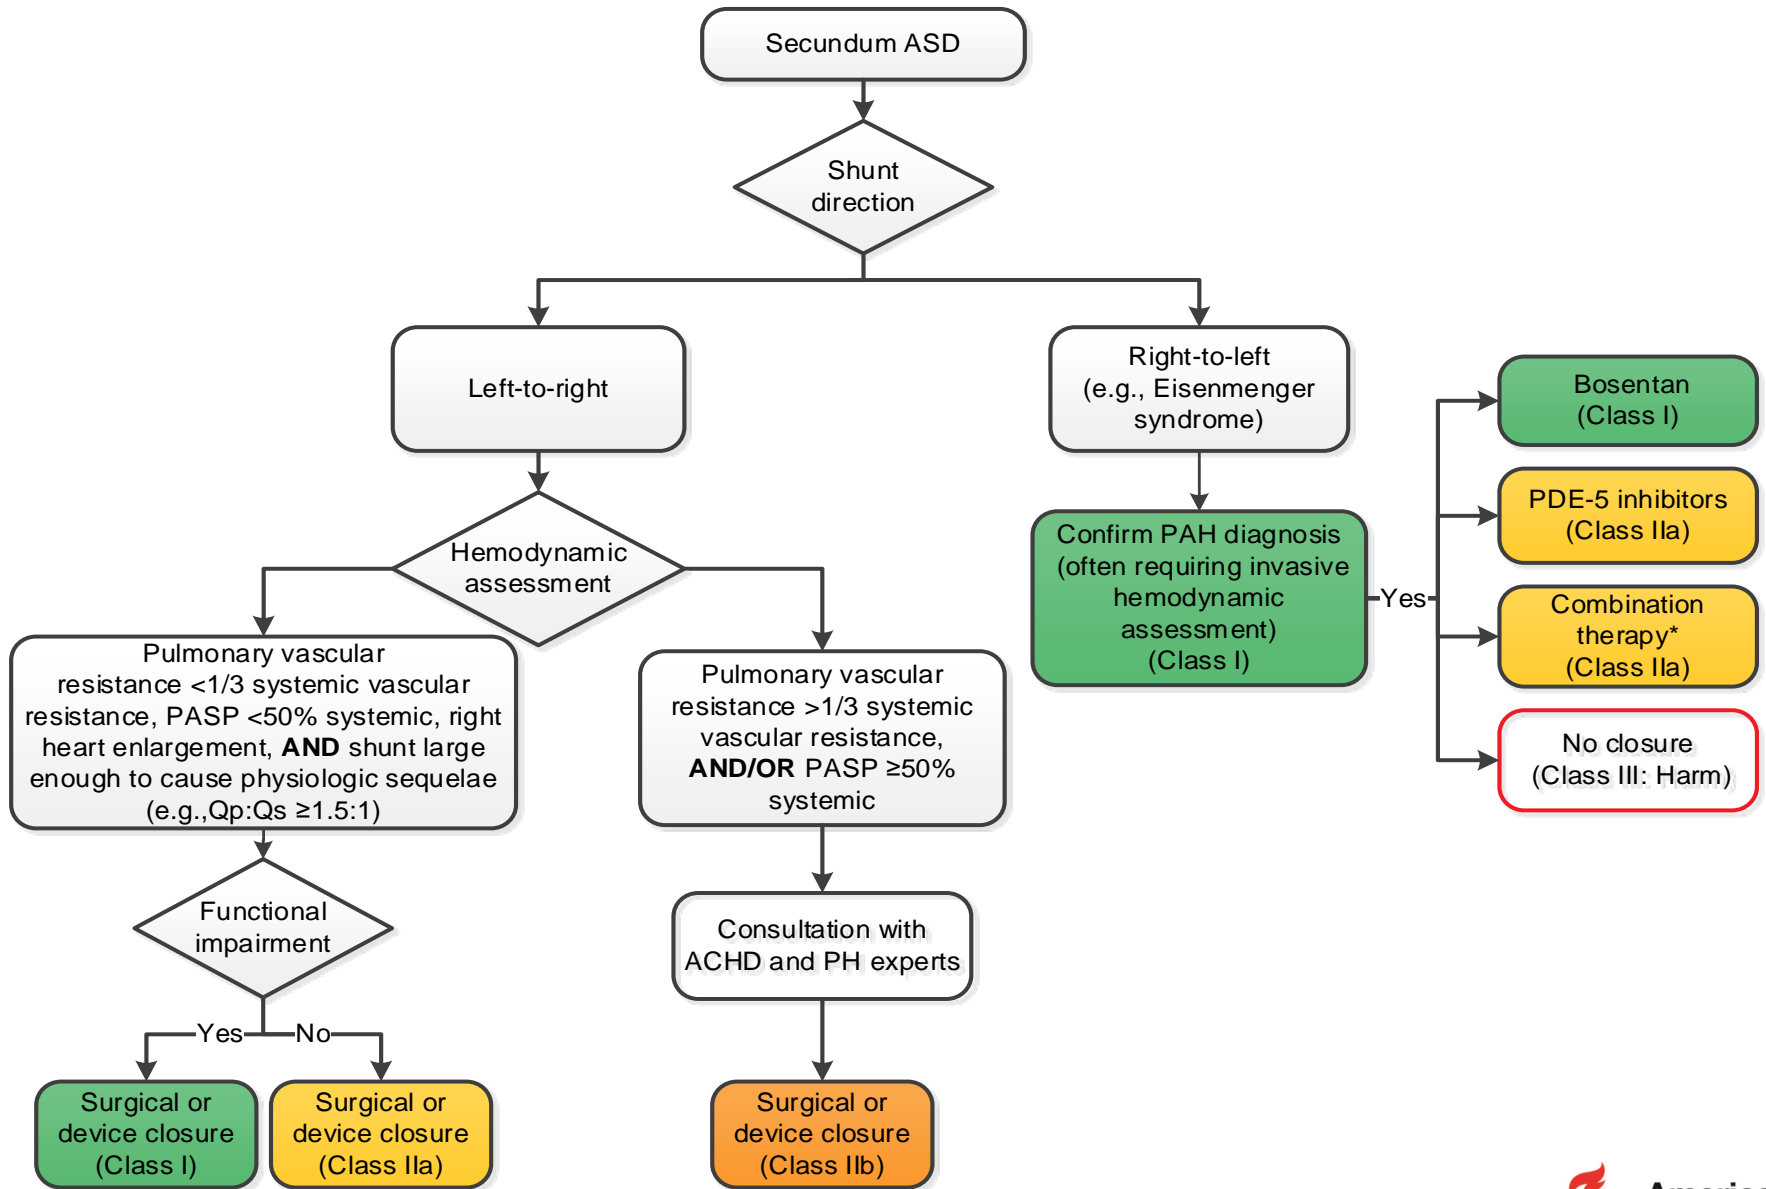 Secundum ASD
Shunt
direction
Left-to-right
Right-to-left
(e.g., Eisenmenger
syndrome)
Bosentan
(Class I)
PDE-5 inhibitors
(Class IIa)
Hemodynamic
assessment
Confirm PAH diagnosis
(often requiring invasive
hemodynamic
assessment)
(Class I)
Yes
Combination
therapy*
(Class IIa)
Pulmonary vascular
resistance <1/3 systemic vascular
resistance, PASP <50% systemic, right
heart enlargement, AND shunt large
enough to cause physiologic sequelae
(e.g.,Qp:Qs ≥1.5:1)
Pulmonary vascular
resistance >1/3 systemic
vascular resistance,
AND/OR PASP ≥50%
systemic
No closure
(Class III: Harm)
Functional
impairment
Consultation with
ACHD and PH experts
Yes
No
Surgical or
device closure
(Class I)
Surgical or
device closure
(Class IIa)
Surgical or
device closure
(Class IIb)